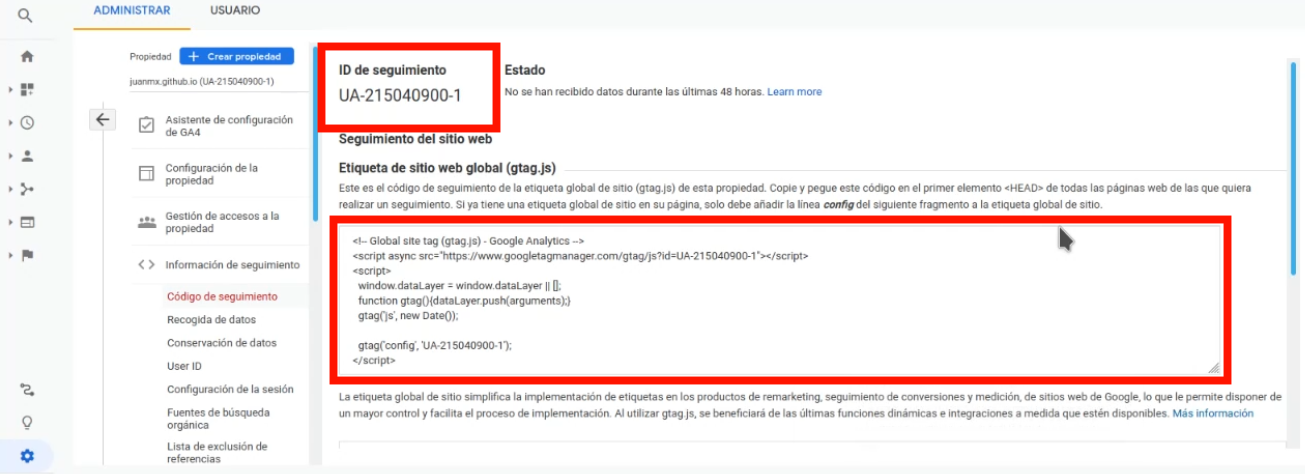 ADMINISTRAR USUARIO
Propiedad + Crear propiedad
juanmx.github.io (UA-215040900-1)
Asistente de configuración
de GA4
Configuración de la
propiedad
Gestión de accesos a la
propiedad
<> Información de seguimiento
Código de seguimiento
Recogida de datos
Conservación de datos
User ID
Configuración de la sesión
Fuentes de búsqueda
orgánica
Lista de exclusión de
referencias
ID de seguimiento
UA-215040900-1
Estado
No se han recibido datos durante las últimas 48 horas. Learn more
Seguimiento del sitio web
Etiqueta de sitio web global (gtag.js)
Este es el código de seguimiento de la etiqueta global de sitio (gtag.js) de esta propiedad. Copie y pegue este código en el primer elemento <HEAD> de todas las páginas web de las que quiera
realizar un seguimiento. Si ya tiene una etiqueta global de sitio en su página, solo debe añadir la línea config del siguiente fragmento a la etiqueta global de sitio.
<!-- Global site tag (gtag.js) - Google Analytics -->
<script async src="https://www.googletagmanager.com/gtag/js?id=UA-215040900-1"></script>
<script>
window.dataLayer = window.dataLayer || [];
function gtag(){dataLayer.push(arguments);}
gtag('js', new Date());
gtag('config', 'UA-215040900-1');
</script>
La etiqueta global de sitio simplifica la implementación de etiquetas en los productos de remarketing, seguimiento de conversiones y medición, de sitios web de Google, lo que le permite disponer de
un mayor control y facilita el proceso de implementación. Al utilizar gtag.js, se beneficiará de las últimas funciones dinámicas e integraciones a medida que estén disponibles. Más información